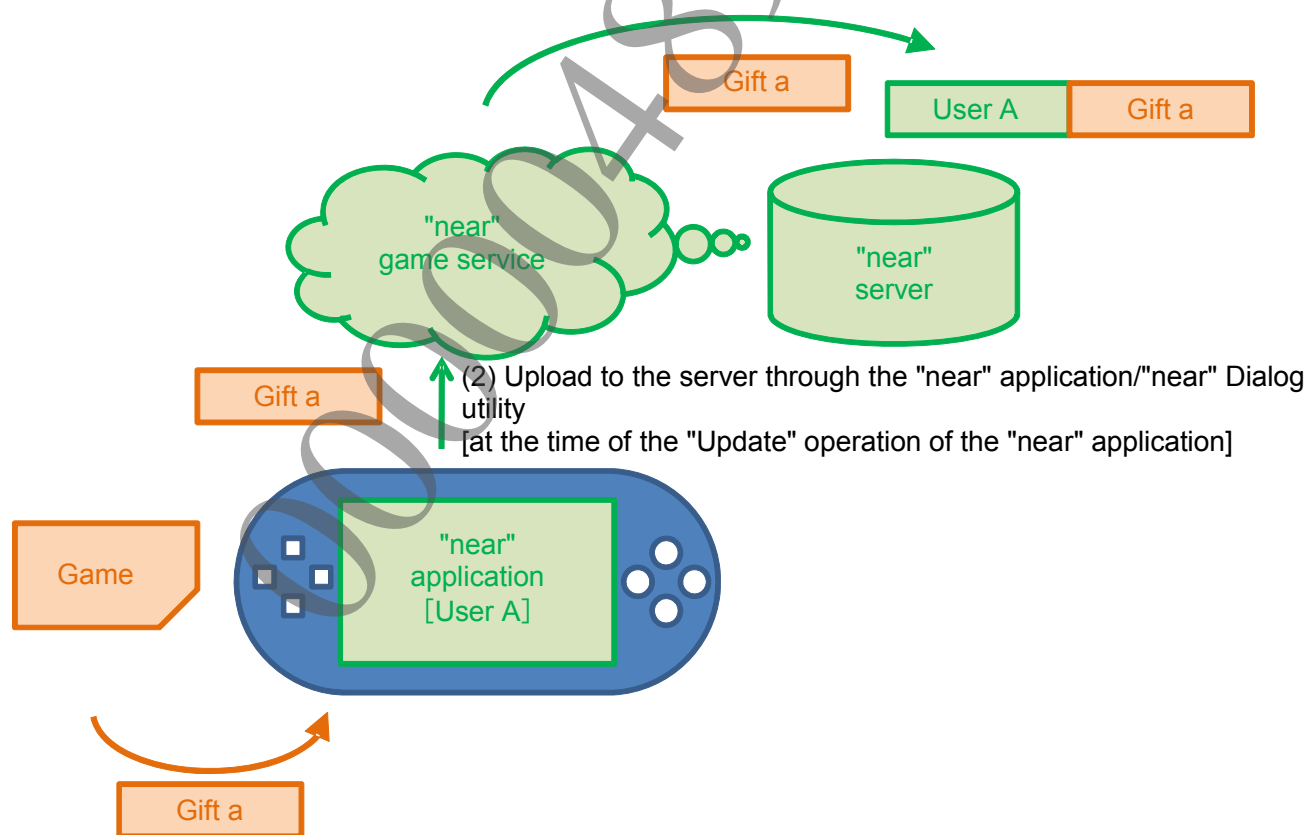 Gift a
User A
Gift a
"near"
game service
"near"
server
Gift a
(2) Upload to the server through the "near" application/"near" Dialog
utility
[at the time of the "Update" operation of the "near" application]
Game
"near"
application
[User A]
Gift a